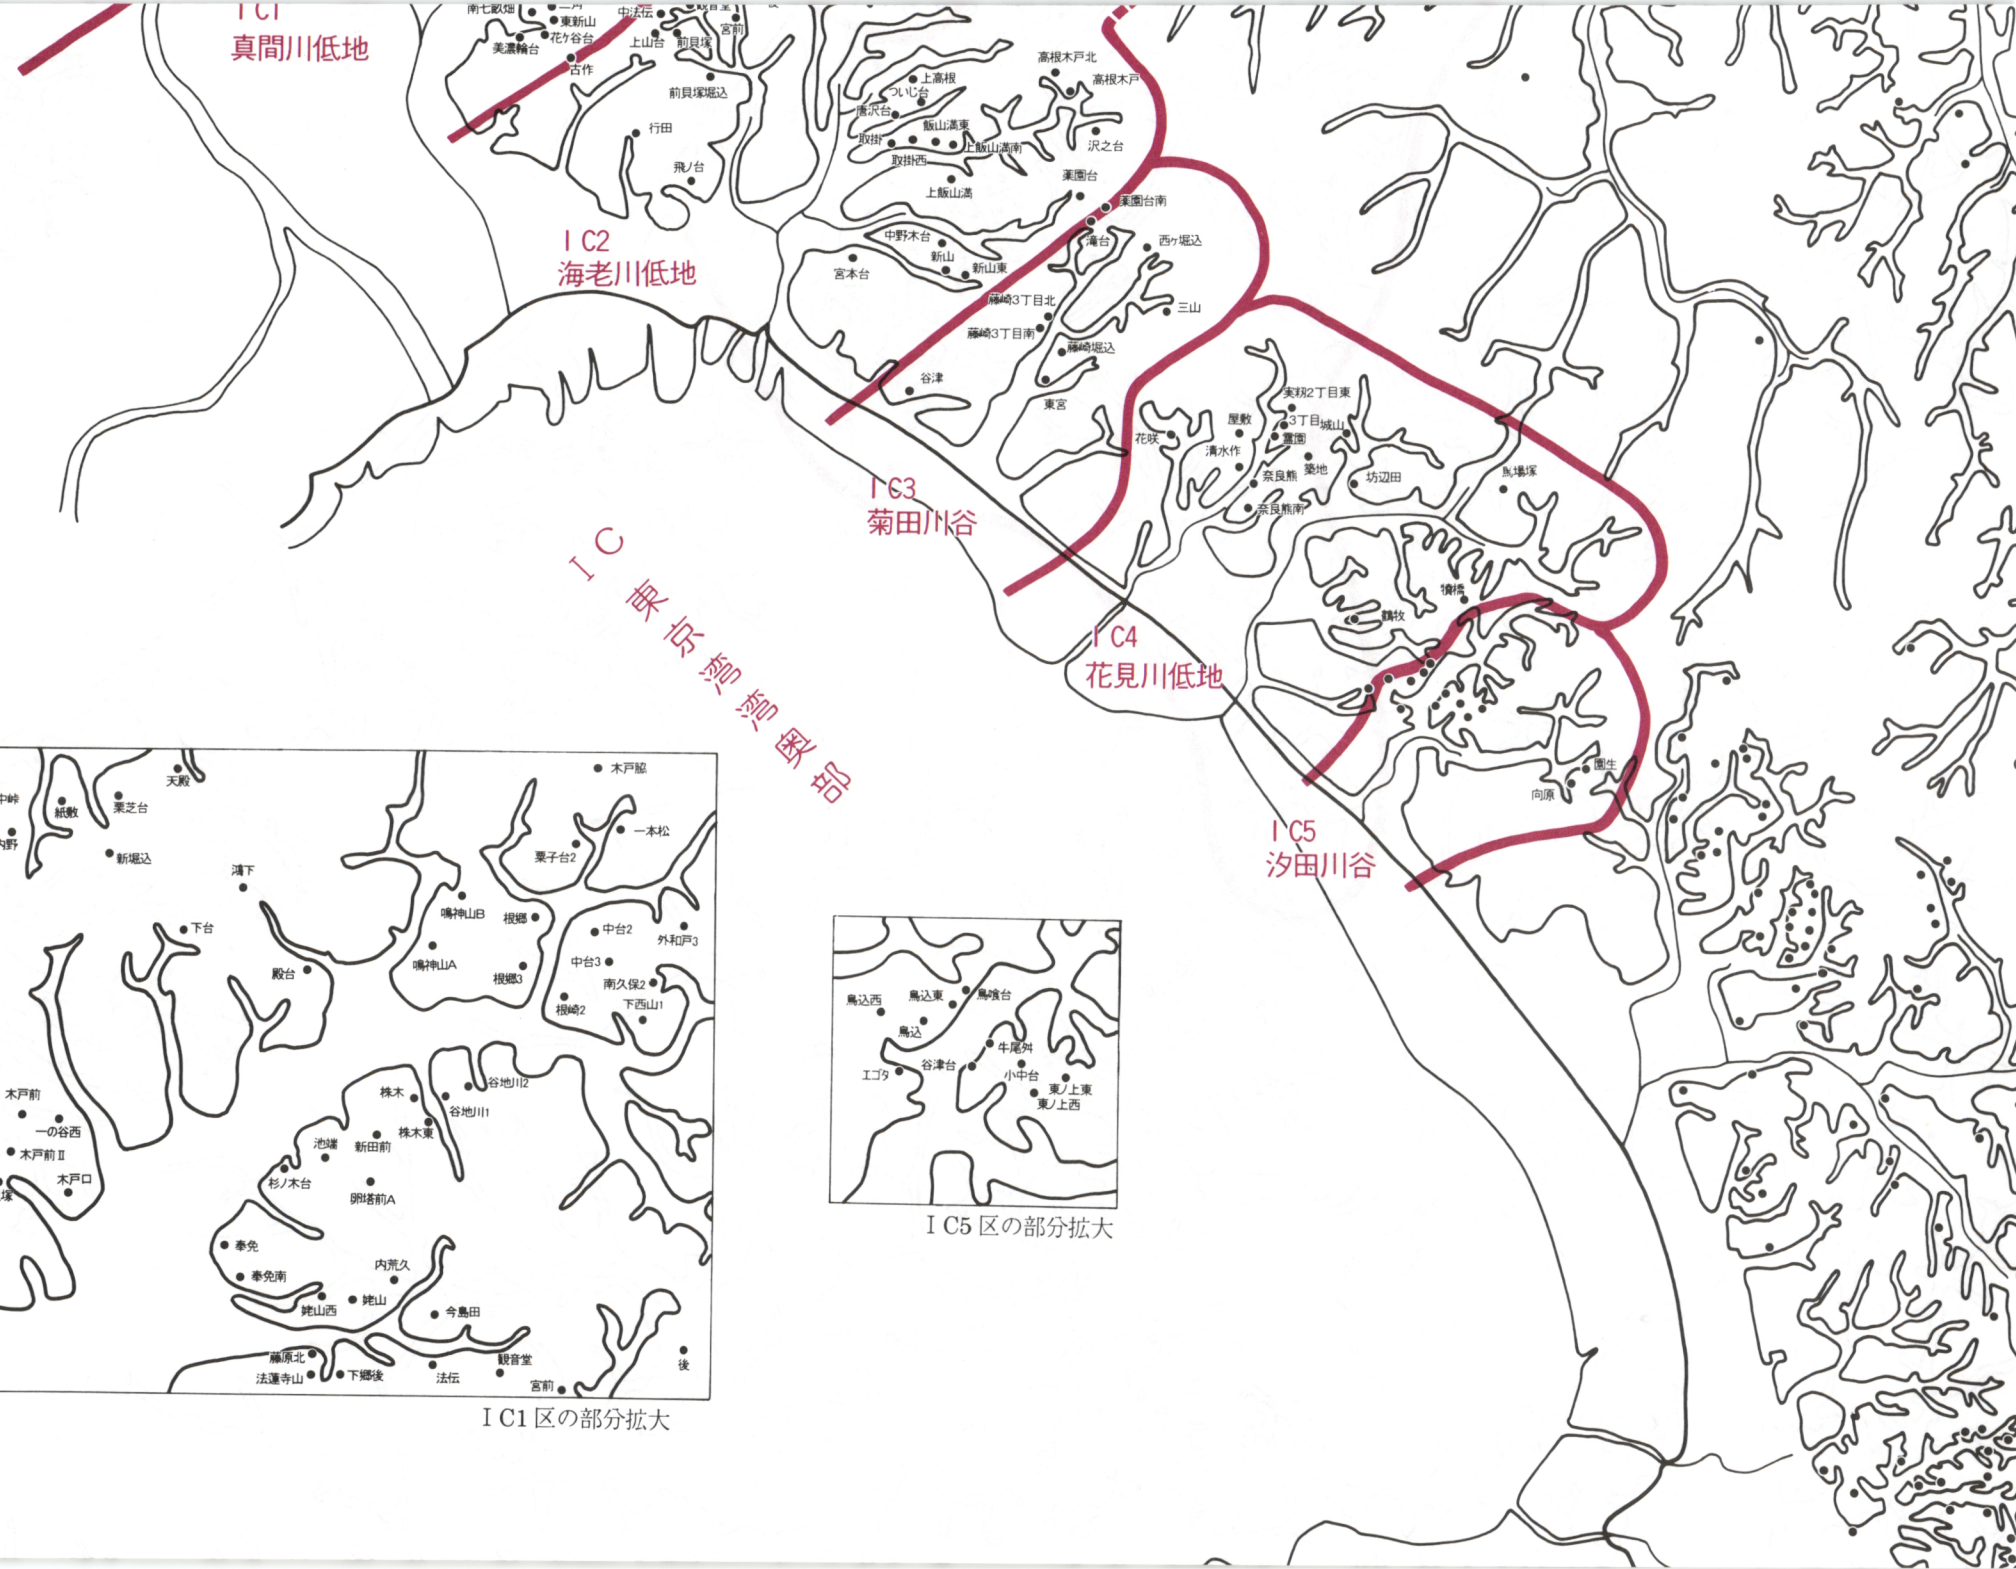 ⅠC1
真間川低地
南七畝畑
東新山
花ケ谷台
美濃輪台
古作
中法伝
上山台
前貝塚
宮前
前貝塚堀込
行田
飛ノ台
上高根
ついじ台
唐沢台
飯山満東
取掛
取掛西
上飯山満南
上飯山満
高根木戸北
高根木戸
沢之台
薬園台
薬園台南
ⅠC2
海老川低地
中野木台
新山
新山東
宮本台
滝台
西ヶ堀込
三山
藤崎3丁目北
藤崎3丁目南
藤崎堀込
東宮
谷津
ⅠC3
菊田川谷
実籾2丁目東
3丁目
屋敷
城山
霊園
花咲
清水作
築地
奈良熊
奈良熊南
坊辺田
馬場塚
犢橋
鶴牧
ⅠC4
花見川低地
園生
向原
ⅠC5
汐田川谷
ⅠC
東京湾湾奥部
天殿
中峠
紙敷
栗芝台
新堀込
鴻下
下台
殿台
木戸脇
一本松
粟子台2
鳴神山B
根郷
鳴神山A
根郷3
中台2
外和戸3
中台3
南久保2
根崎2
下西山1
木戸前
一の谷西
木戸前Ⅱ
木戸口
株木
谷地川2
谷地川1
株木東
池端
新田前
杉ノ木台
卵塔前A
奉免
奉免南
内荒久
姥山西
姥山
今島田
藤原北
法蓮寺山
下郷後
法伝
観音堂
宮前
後
ⅠC1区の部分拡大
鳥込西
鳥込東
鳥喰台
鳥込
エゴタ
谷津台
牛尾舛
小中台
東ノ上東
東ノ上西
ⅠC5区の部分拡大